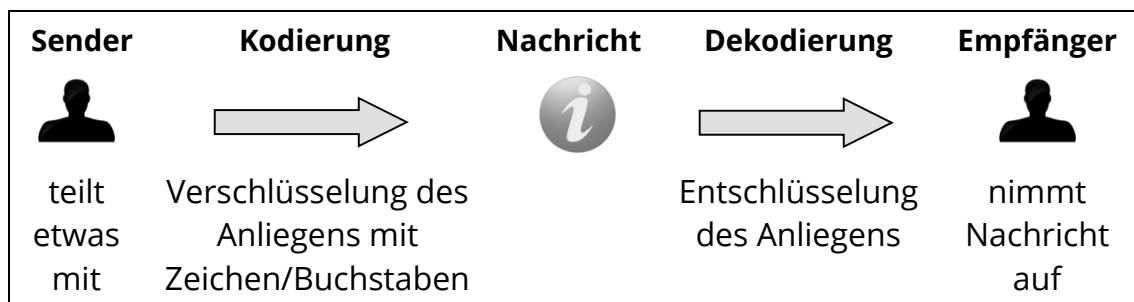 Sender Kodierung Nachricht Dekodierung Empfänger
i
teilt Verschlüsselung des Entschlüsselung nimmt
etwas Anliegens mit des Anliegens Nachricht
mit Zeichen/Buchstaben auf